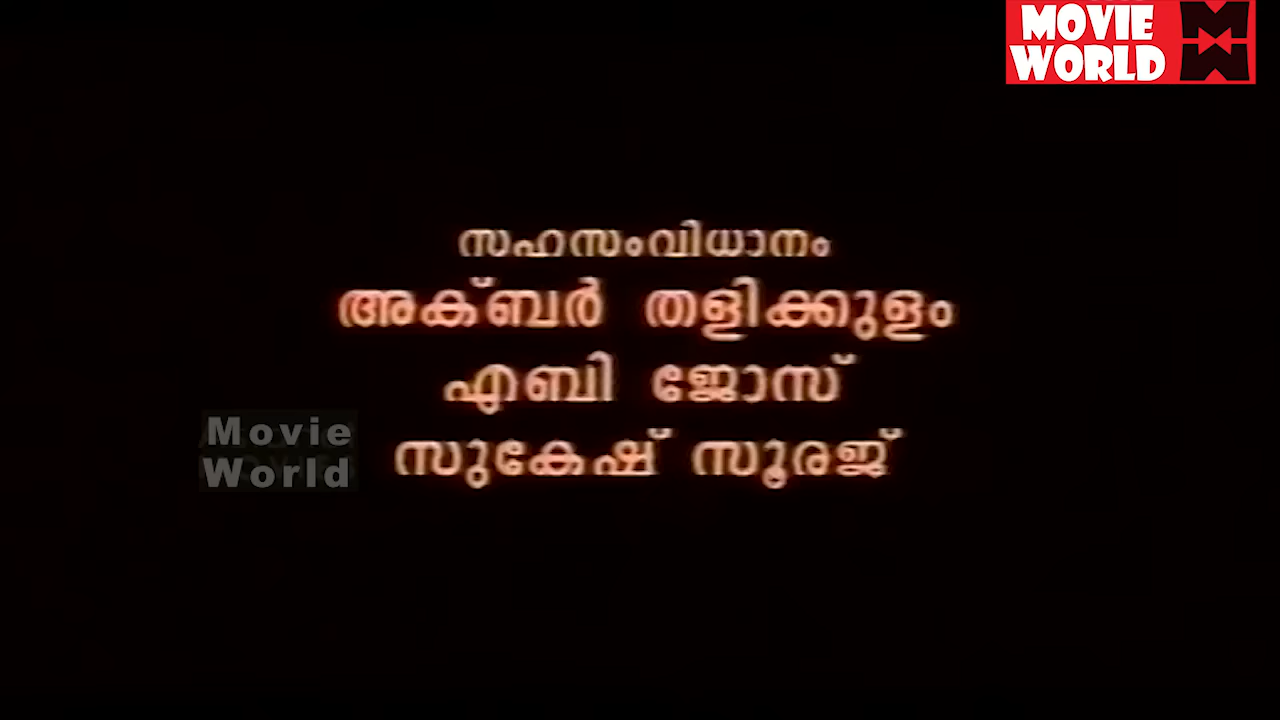 MOVIE
WORLD
സഹസംവിധാനം
അക്ബർ തളിക്കുളം
എബി ജോസ്
സുകേഷ് സൂരജ്
Movie
World